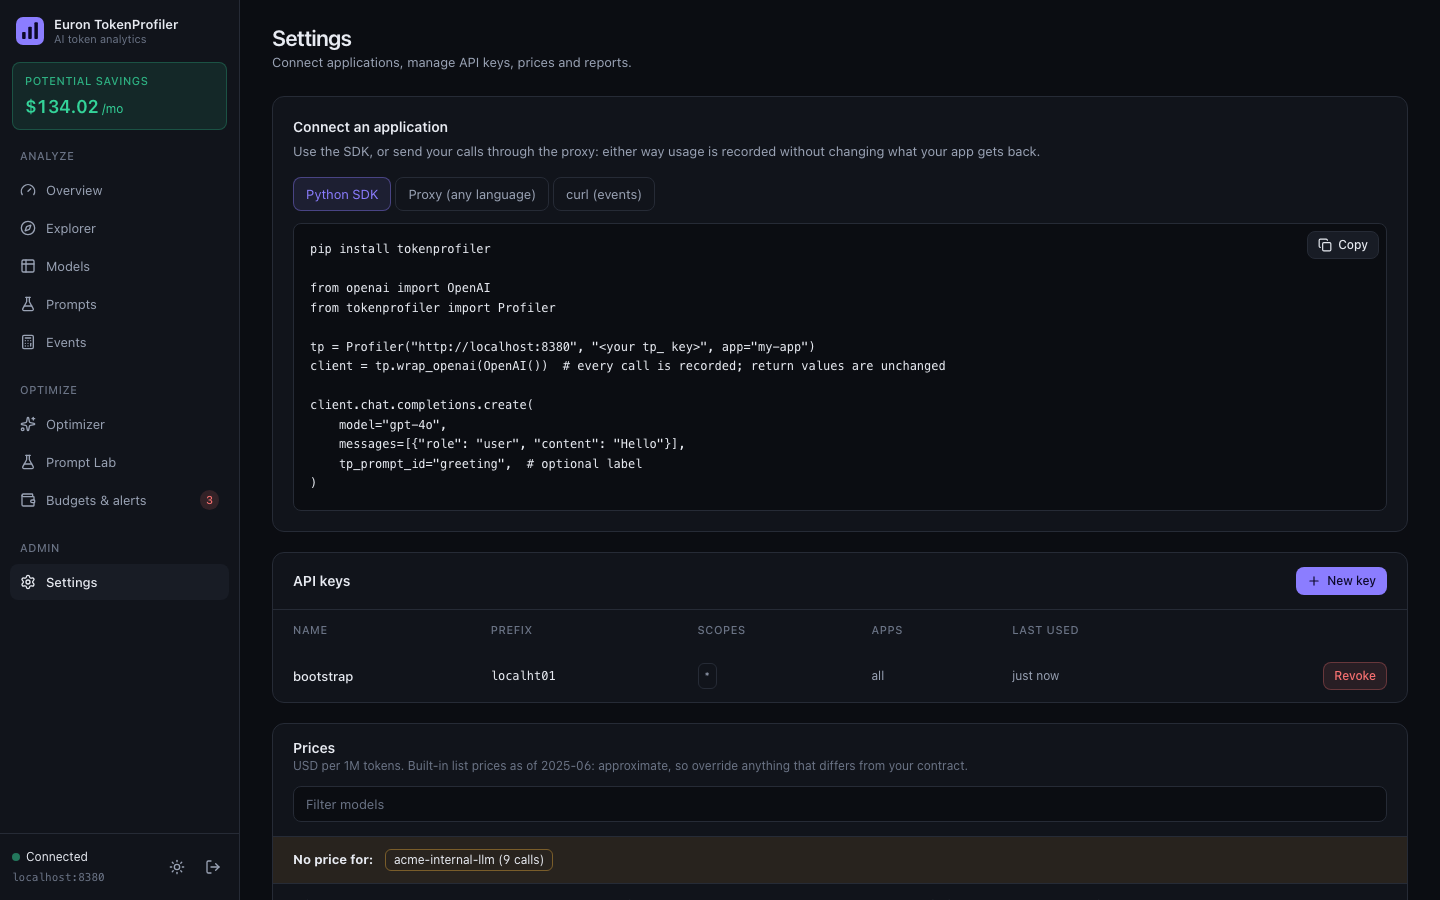 Euron TokenProfiler
AI token analytics
POTENTIAL SAVINGS
$134.02 /mo
ANALYZE
Overview
Explorer
Models
Prompts
Events
OPTIMIZE
Optimizer
Prompt Lab
Budgets & alerts 3
ADMIN
Settings
Connected
localhost:8380
Settings
Connect applications, manage API keys, prices and reports.
Connect an application
Use the SDK, or send your calls through the proxy: either way usage is recorded without changing what your app gets back.
Python SDK Proxy (any language) curl (events)
Copy
pip install tokenprofiler
from openai import OpenAI
from tokenprofiler import Profiler
tp = Profiler("http://localhost:8380", "<your tp_ key>", app="my-app")
client = tp.wrap_openai(OpenAI())  # every call is recorded; return values are unchanged
client.chat.completions.create(
    model="gpt-4o",
    messages=[{"role": "user", "content": "Hello"}],
    tp_prompt_id="greeting",  # optional label
)
API keys
New key
NAME PREFIX SCOPES APPS LAST USED
bootstrap localht01 * all just now Revoke
Prices
USD per 1M tokens. Built-in list prices as of 2025-06: approximate, so override anything that differs from your contract.
Filter models
No price for: acme-internal-llm (9 calls)